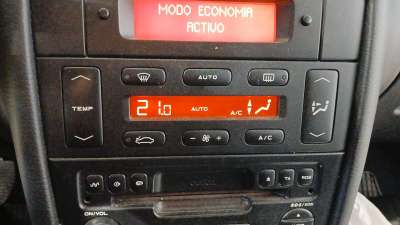 MODO ECONOMIA
ACTIVO
AUTO
TEMP
21.0 AUTO A/C
A/C
ON/VOL